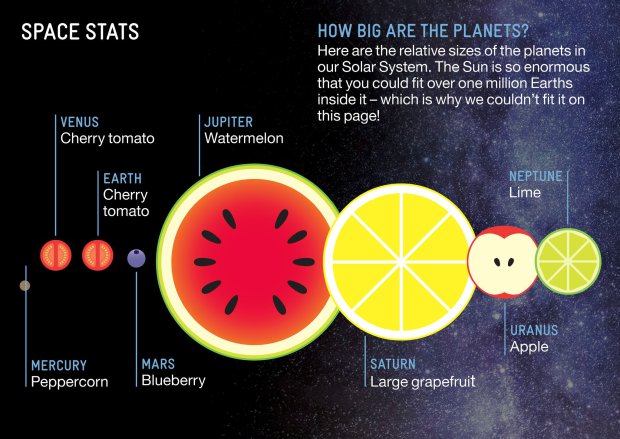 SPACE STATS
HOW BIG ARE THE PLANETS?
Here are the relative sizes of the planets in
our Solar System. The Sun is so enormous
that you could fit over one million Earths
inside it – which is why we couldn't fit it on
this page!
VENUS
Cherry tomato
JUPITER
Watermelon
EARTH
Cherry
tomato
NEPTUNE
Lime
MERCURY
Peppercorn
MARS
Blueberry
SATURN
Large grapefruit
URANUS
Apple